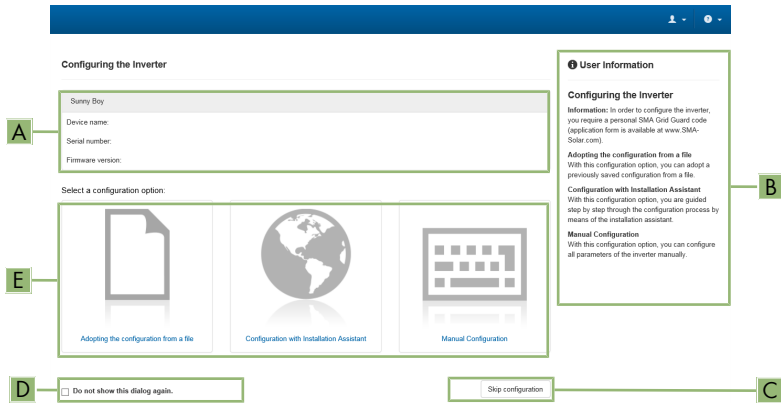 Configuring the Inverter
A
Sunny Boy
Device name:
Serial number:
Firmware version:
Select a configuration option:
E
Adopting the configuration from a file
Configuration with Installation Assistant
Manual Configuration
D
Do not show this dialog again.
Skip configuration
C
User Information
Configuring the Inverter
Information: In order to configure the inverter,
you require a personal SMA Grid Guard code
(application form is available at www.SMA-
Solar.com).
Adopting the configuration from a file
With this configuration option, you can adopt a
previously saved configuration from a file.
Configuration with Installation Assistant
With this configuration option, you are guided
step by step through the configuration process by
means of the installation assistant.
Manual Configuration
With this configuration option, you can configure
all parameters of the inverter manually.
B